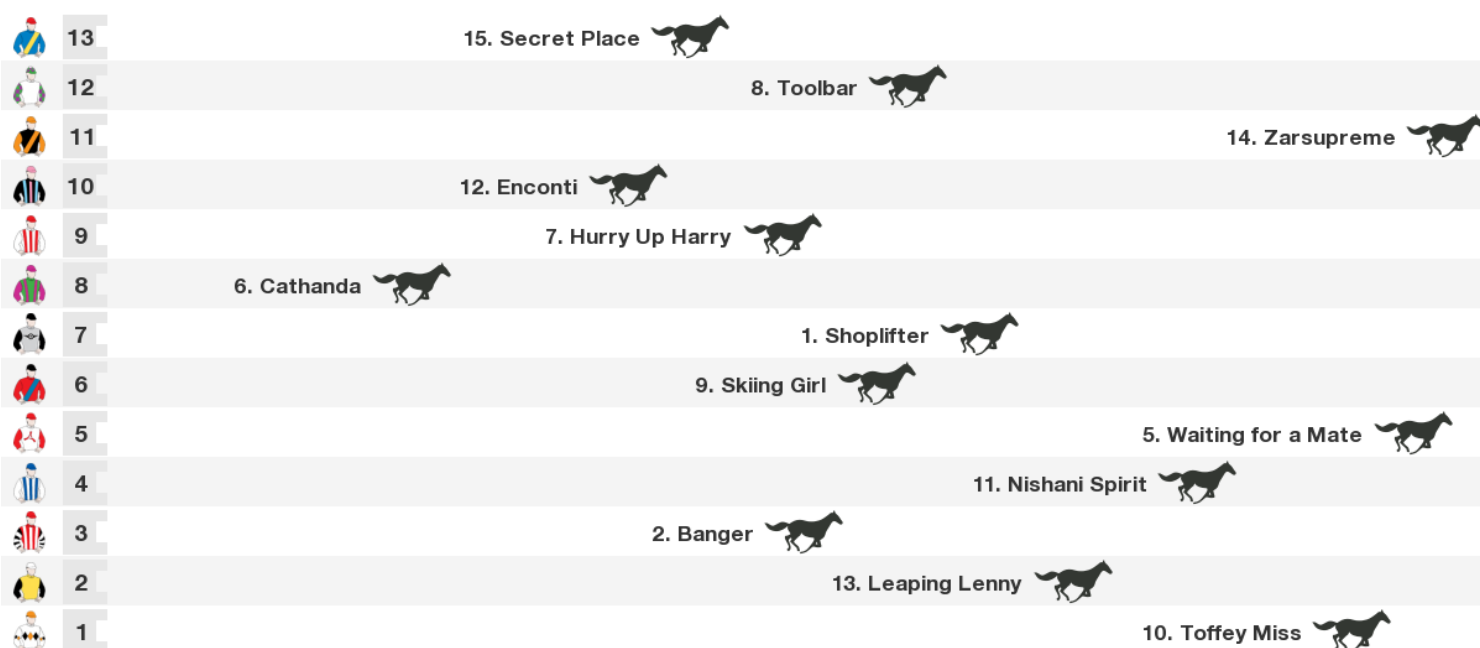 13 15. Secret Place
12 8. Toolbar
11 14. Zarsupreme
10 12. Enconti
9 7. Hurry Up Harry
8 6. Cathanda
7 1. Shoplifter
6 9. Skiing Girl
5 5. Waiting for a Mate
4 11. Nishani Spirit
3 2. Banger
2 13. Leaping Lenny
1 10. Toffey Miss